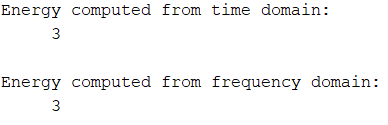 Energy computed from time domain:
3
Energy computed from frequency domain:
3